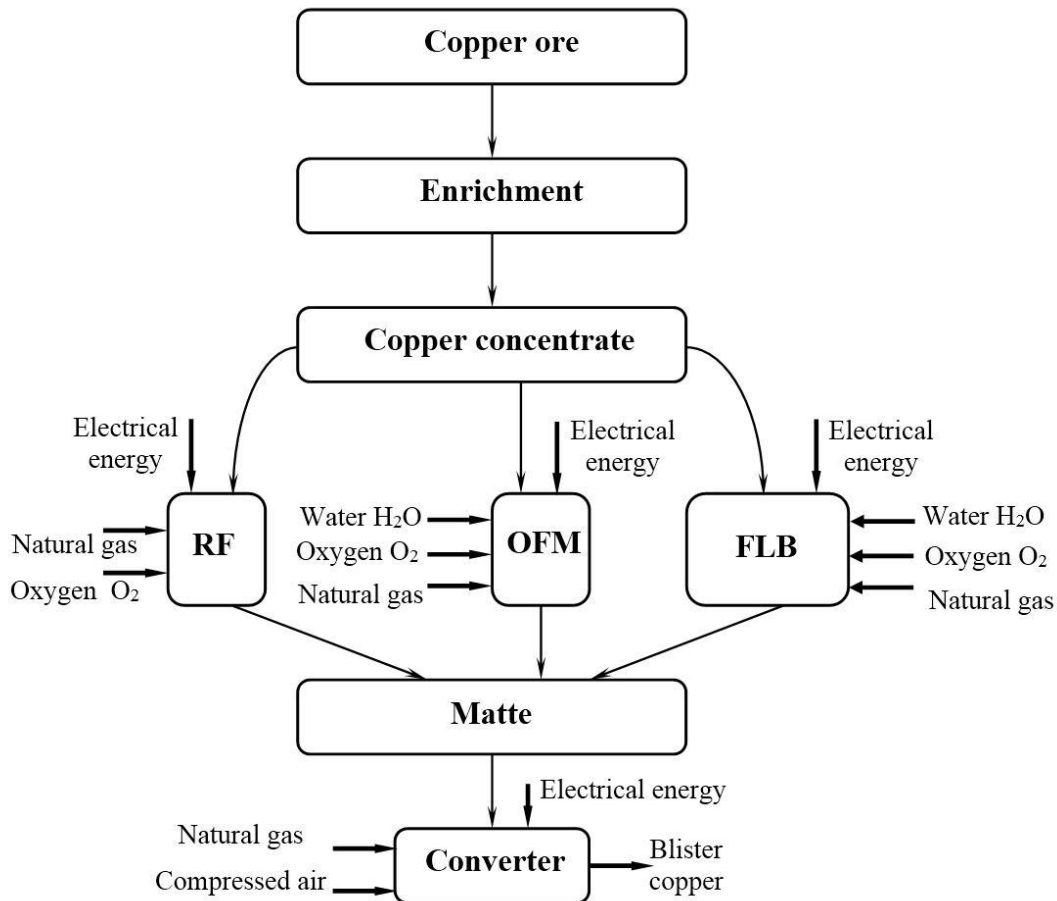 Copper ore
Enrichment
Copper concentrate
Electrical
energy
Electrical
energy
Electrical
energy
Natural gas
Oxygen O₂
RF
Water H₂O
Oxygen O₂
Natural gas
OFM
FLB
Water H₂O
Oxygen O₂
Natural gas
Matte
Electrical energy
Natural gas
Compressed air
Converter
Blister
copper